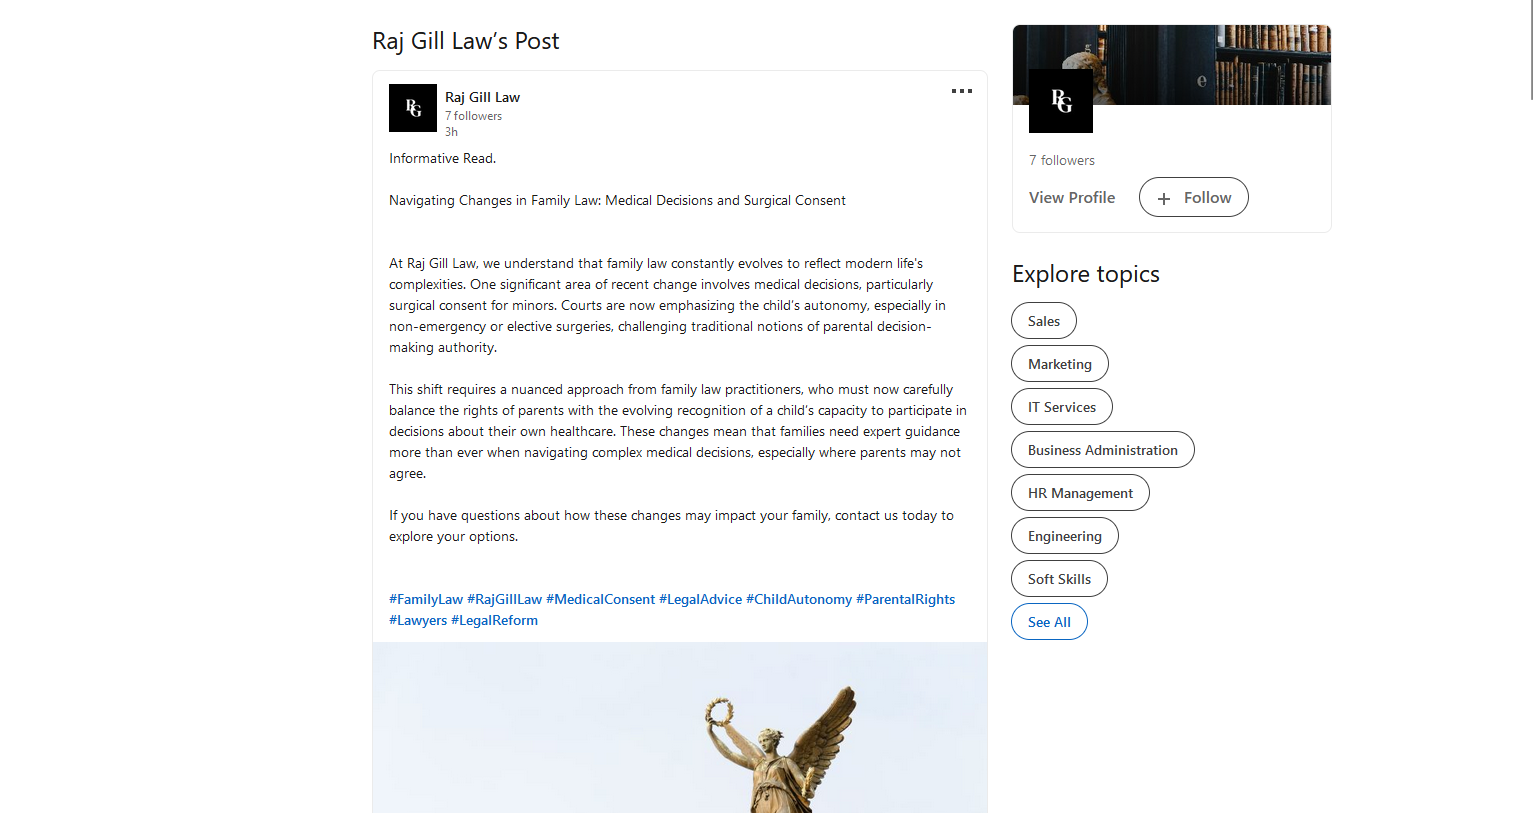 Raj Gill Law’s Post
RG
Raj Gill Law
7 followers
3h
Informative Read.
Navigating Changes in Family Law: Medical Decisions and Surgical Consent
At Raj Gill Law, we understand that family law constantly evolves to reflect modern life’s
complexities. One significant area of recent change involves medical decisions, particularly
surgical consent for minors. Courts are now emphasizing the child’s autonomy, especially in
non-emergency or elective surgeries, challenging traditional notions of parental decision-
making authority.
This shift requires a nuanced approach from family law practitioners, who must now carefully
balance the rights of parents with the evolving recognition of a child’s capacity to participate in
decisions about their own healthcare. These changes mean that families need expert guidance
more than ever when navigating complex medical decisions, especially where parents may not
agree.
If you have questions about how these changes may impact your family, contact us today to
explore your options.
#FamilyLaw #RajGillLaw #MedicalConsent #LegalAdvice #ChildAutonomy #ParentalRights
#Lawyers #LegalReform
e
RG
7 followers
View Profile
+ Follow
Explore topics
Sales
Marketing
IT Services
Business Administration
HR Management
Engineering
Soft Skills
See All